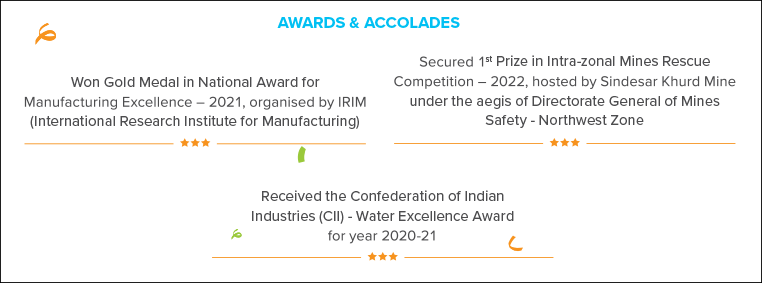 AWARDS & ACCOLADES
Won Gold Medal in National Award for
Manufacturing Excellence – 2021, organised by IRIM
(International Research Institute for Manufacturing)
Secured 1st Prize in Intra-zonal Mines Rescue
Competition – 2022, hosted by Sindesar Khurd Mine
under the aegis of Directorate General of Mines
Safety - Northwest Zone
Received the Confederation of Indian
Industries (CII) - Water Excellence Award
for year 2020-21